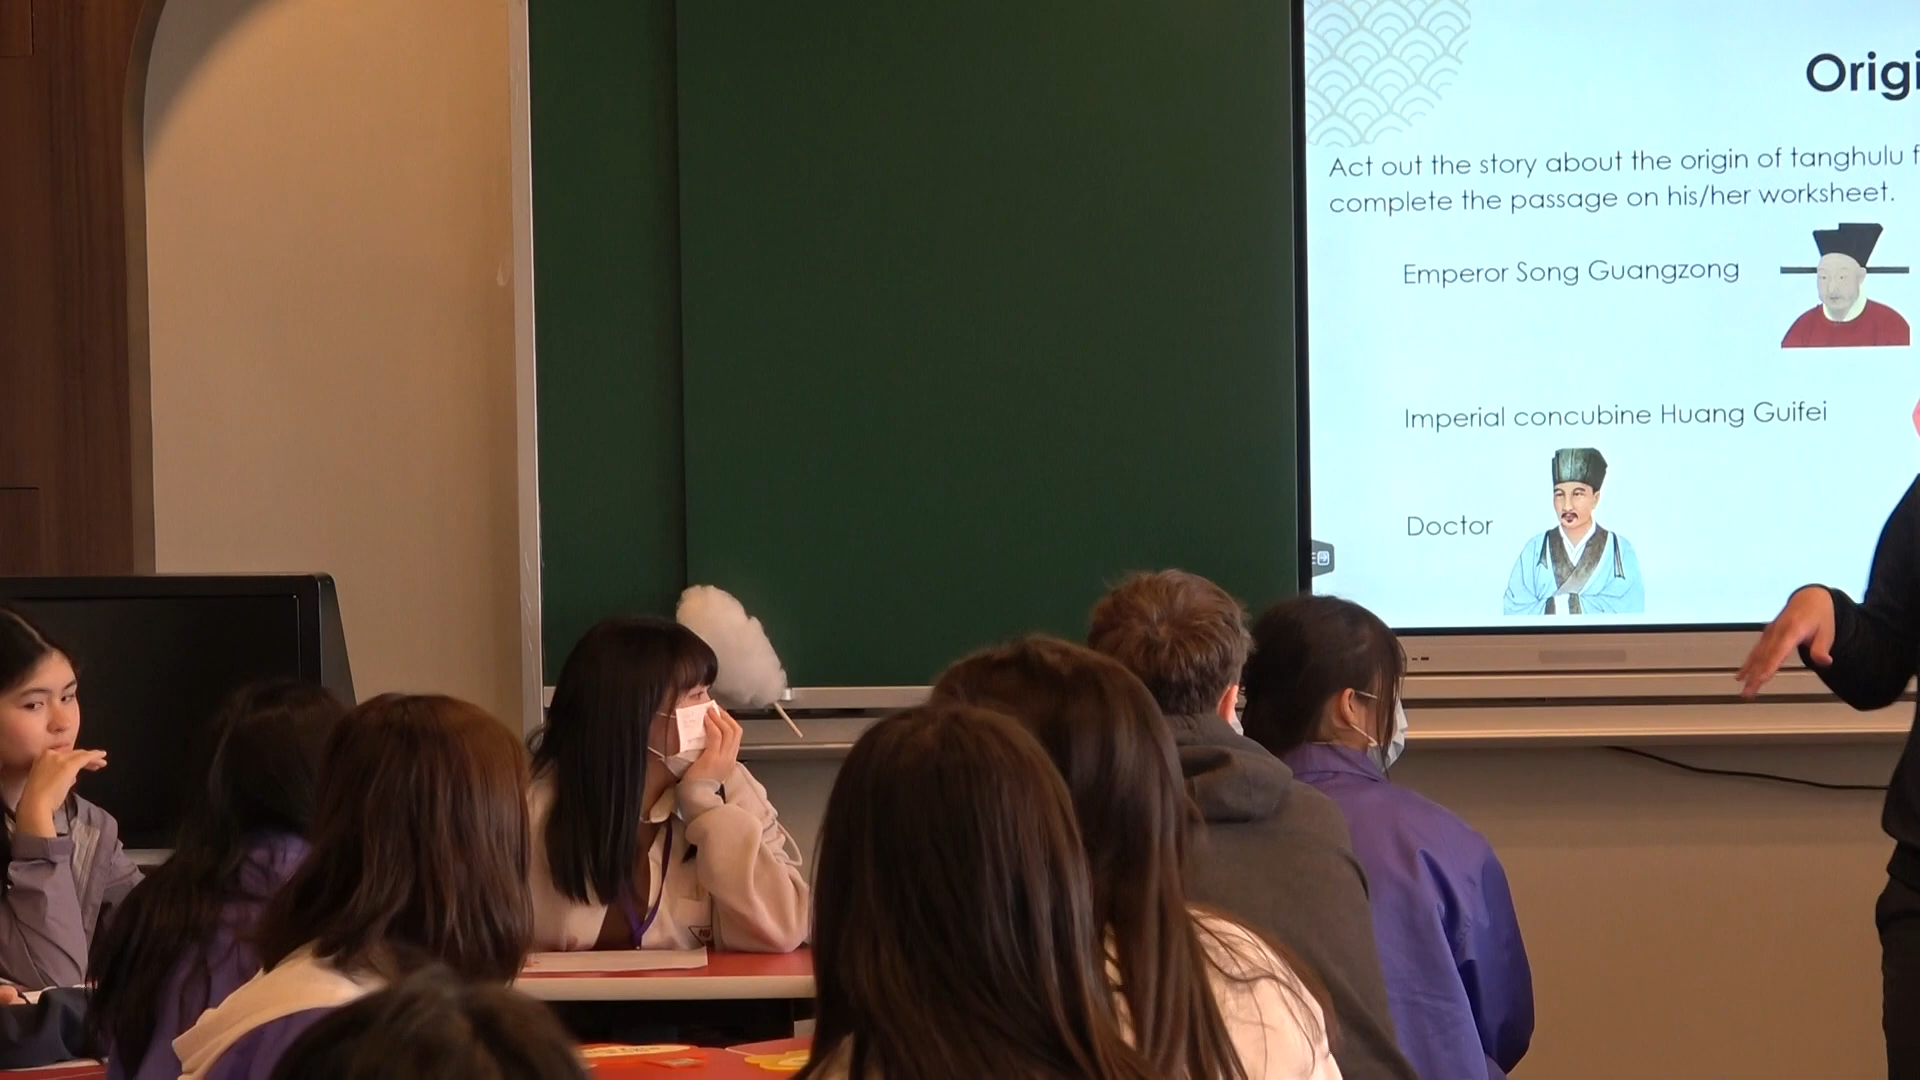 Origi
Act out the story about the origin of tanghulu f
complete the passage on his/her worksheet.
Emperor Song Guangzong
Imperial concubine Huang Guifei
Doctor